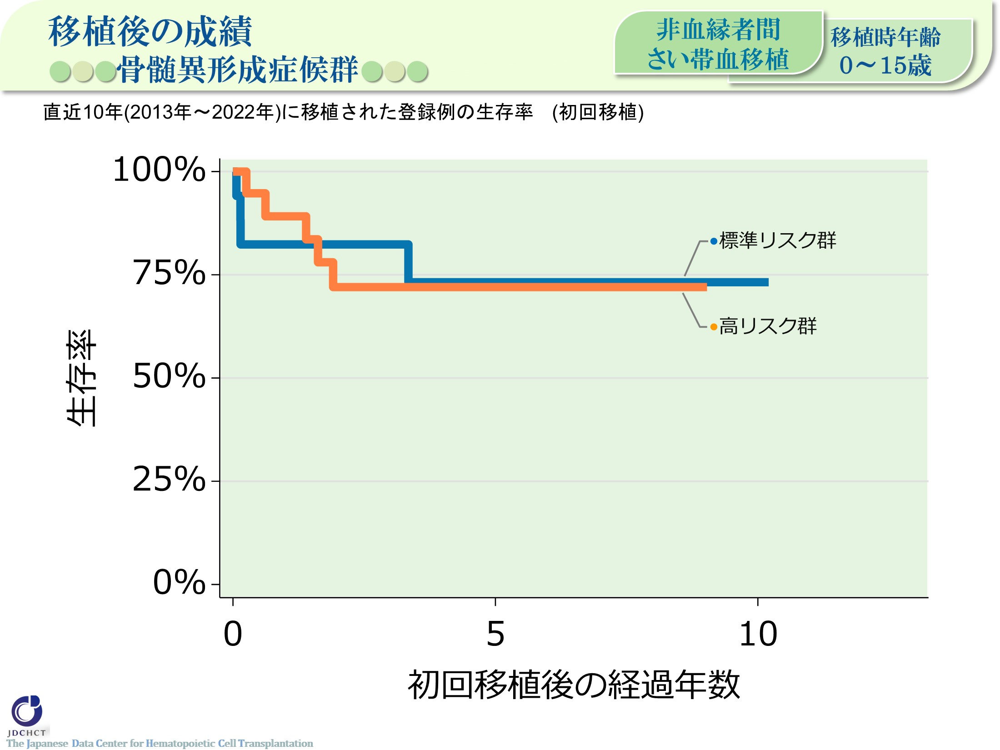 移植後の成績
骨髄異形成症候群
非血縁者間
さい帯血移植
移植時年齢
0～15歳
直近10年(2013年～2022年)に移植された登録例の生存率　(初回移植)
100%
75%
50%
25%
0%
生存率
標準リスク群
高リスク群
0
5
10
初回移植後の経過年数
JDCHCT
The Japanese Data Center for Hematopoietic Cell Transplantation